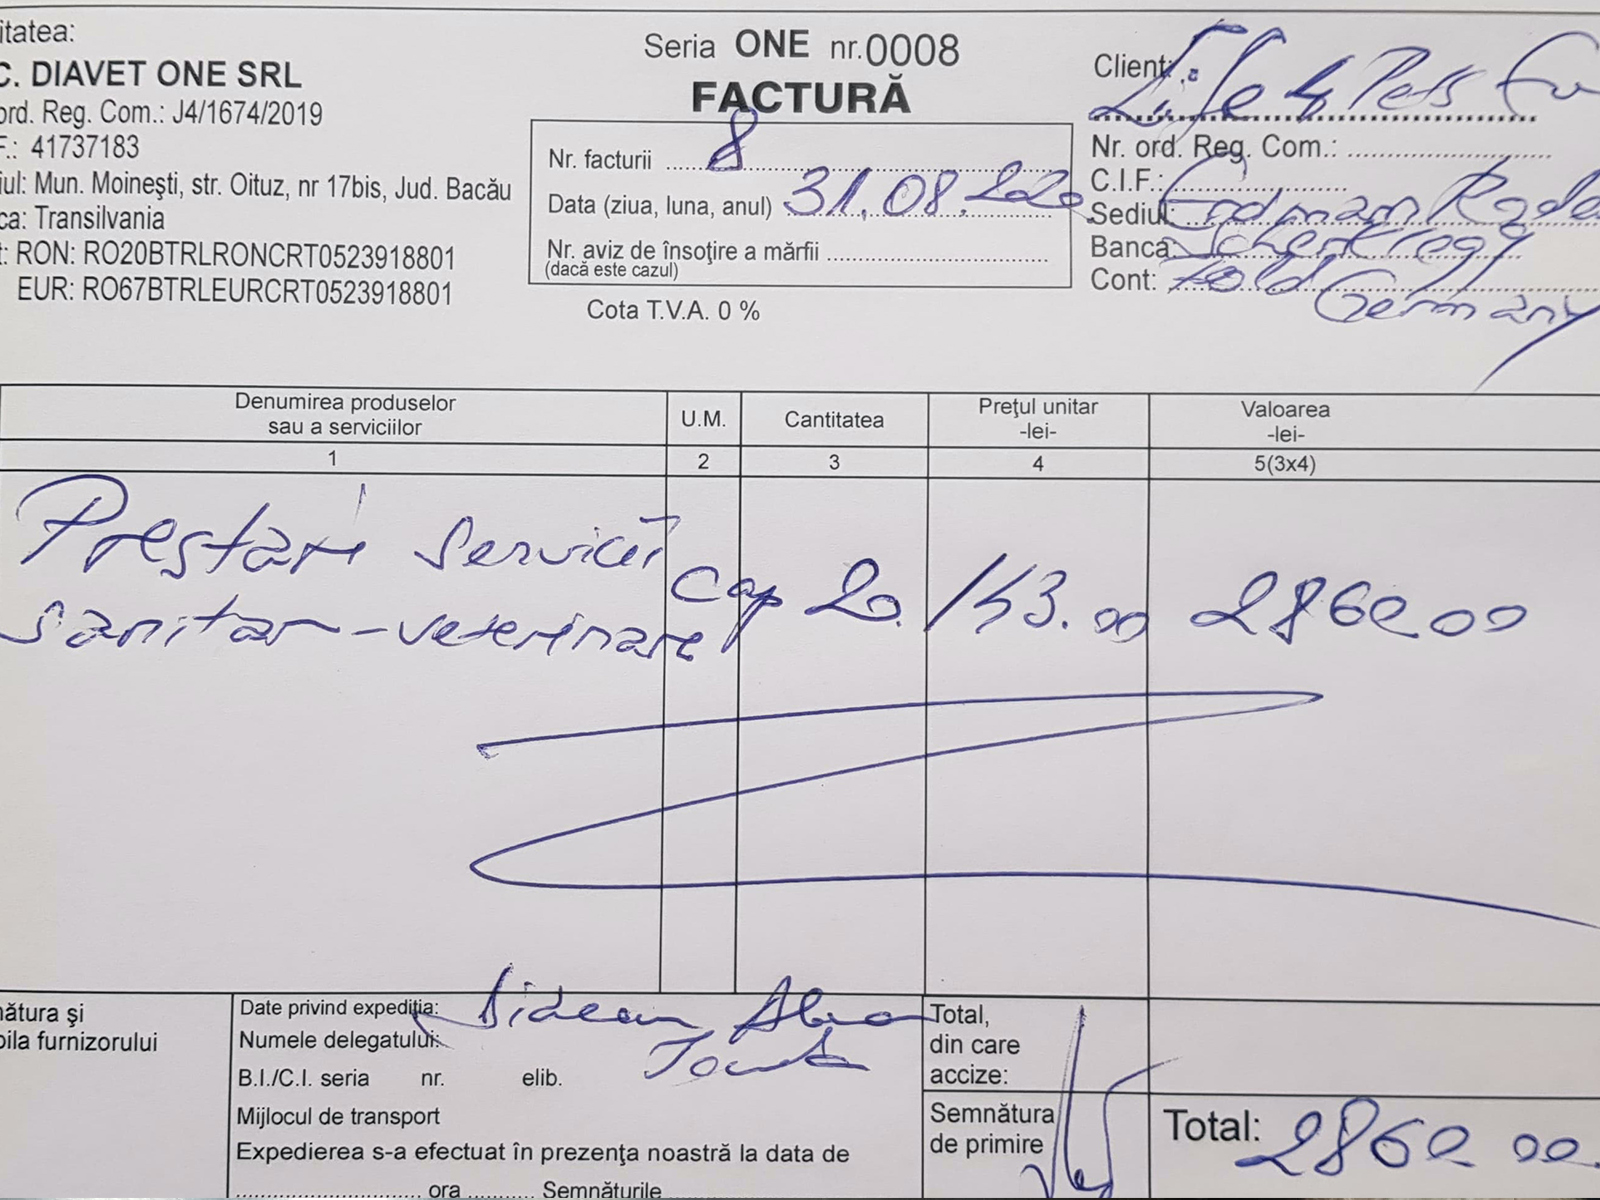 itatea:
C. DIAVET ONE SRL
ord. Reg. Com.: J4/1674/2019
F.: 41737183
iul: Mun. Moineşti, str. Oituz, nr 17bis, Jud. Bacău
ca: Transilvania
t: RON: RO20BTRLRONCRT0523918801
EUR: RO67BTRLEURCRT0523918801
Seria ONE nr.0008
FACTURĂ
Nr. facturii 8
Data (ziua, luna, anul) 31.08.2020
Nr. aviz de însoţire a mărfii
(dacă este cazul)
Cota T.V.A. 0 %
Client: Life 4 Pets
Nr. ord. Reg. Com.:
C.I.F.:
Sediul: Erdmann
Banca:
Cont: Germany
Denumirea produselor
sau a serviciilor
U.M.
Cantitatea
Preţul unitar
-lei-
Valoarea
-lei-
1 2 3 4 5(3x4)
Prestări servicii
sanitar-veterinare
cap 20 143.00 2860 00
nătura şi
bila furnizorului
Date privind expediţia:
Numele delegatului:
B.I./C.I. seria nr. elib.
Mijlocul de transport
Expedierea s-a efectuat în prezenţa noastră la data de
ora Semnăturile
Total,
din care
accize:
Semnătura
de primire
Total: 2860 00